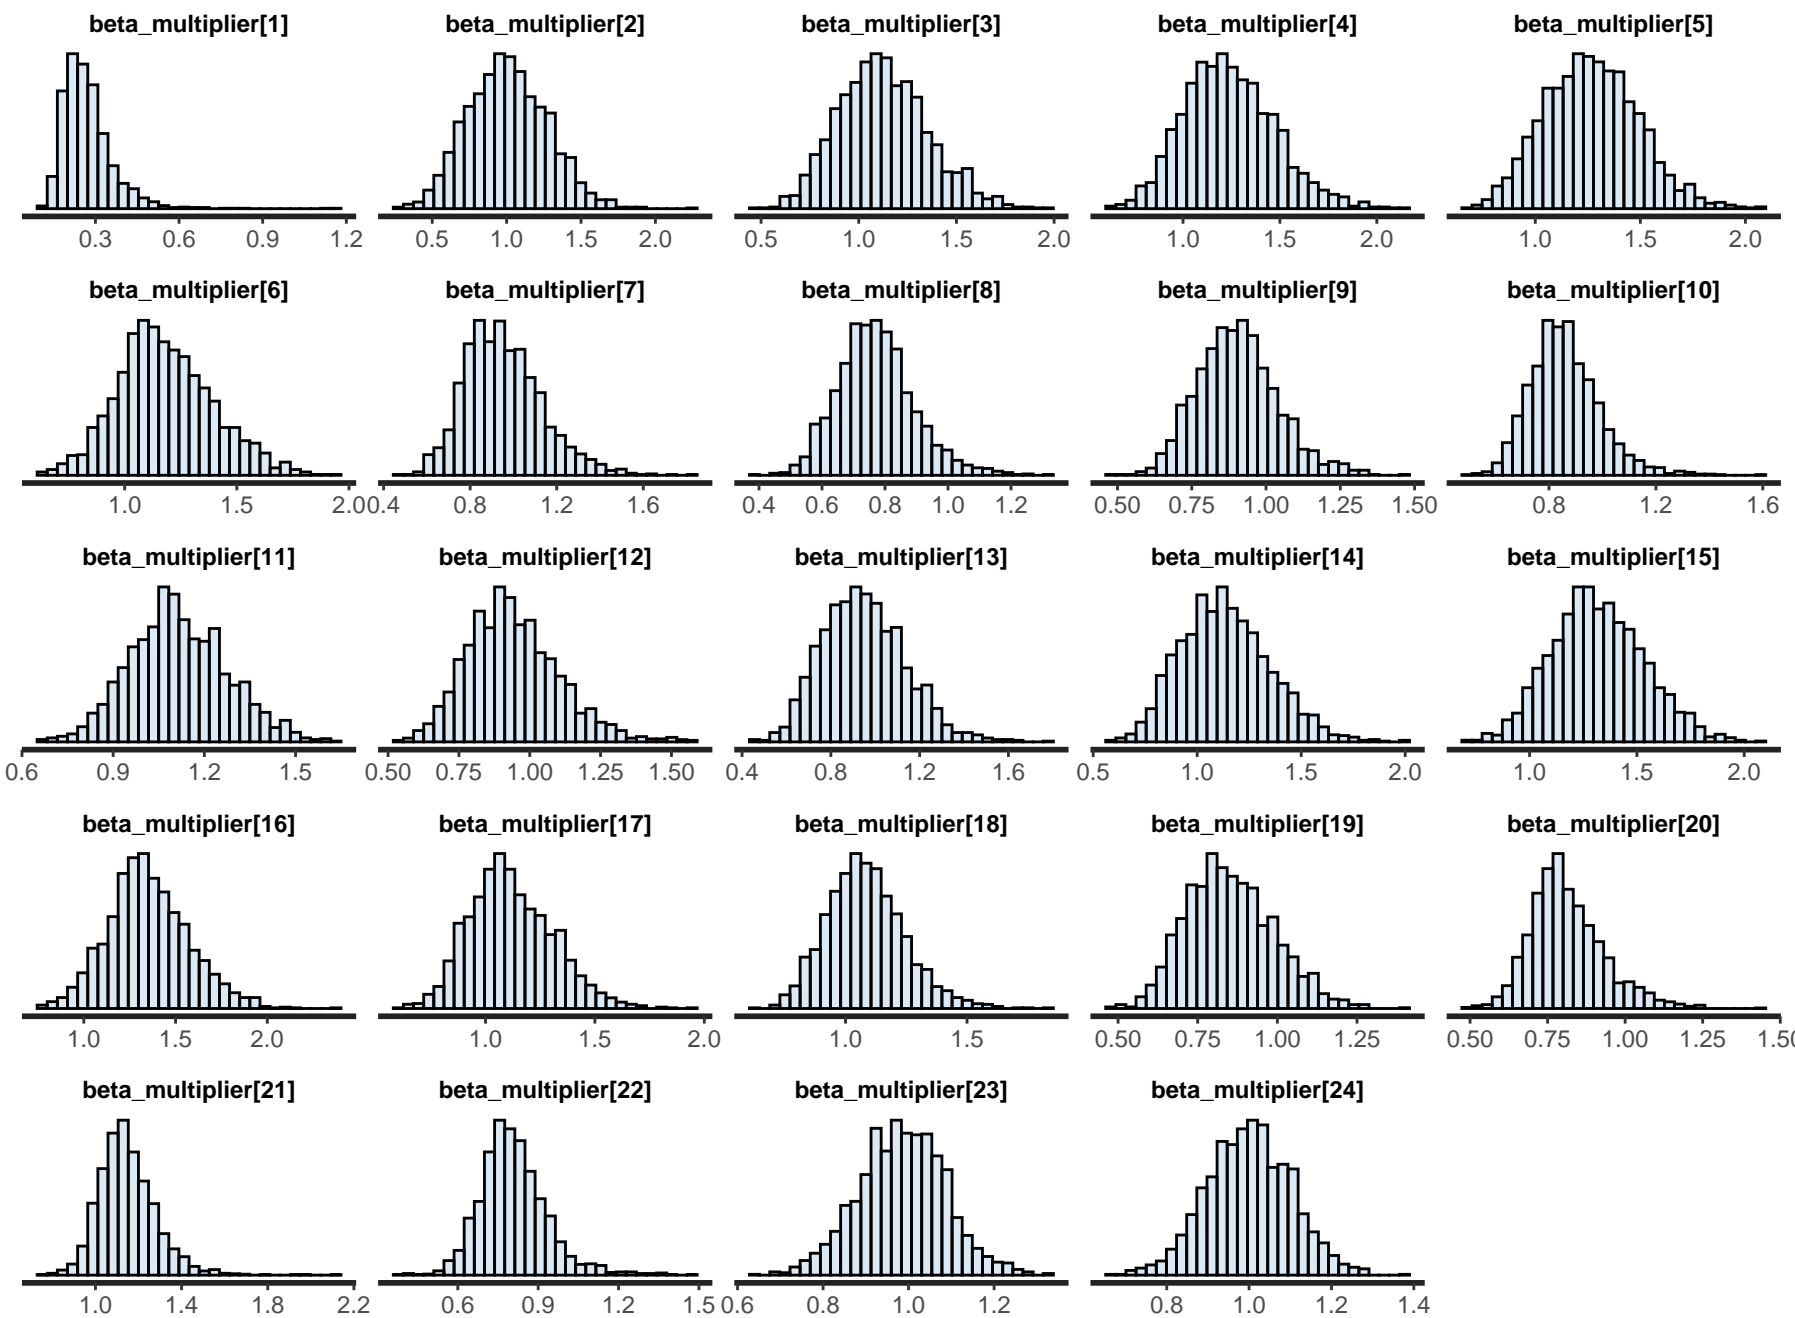 beta_multiplier[1] beta_multiplier[2] beta_multiplier[3] beta_multiplier[4] beta_multiplier[5]
0.3 0.6 0.9 1.2 0.5 1.0 1.5 2.0 0.5 1.0 1.5 2.0 1.0 1.5 2.0 1.0 1.5 2.0
beta_multiplier[6] beta_multiplier[7] beta_multiplier[8] beta_multiplier[9] beta_multiplier[10]
1.0 1.5 2.0 0.4 0.8 1.2 1.6 0.4 0.6 0.8 1.0 1.2 0.50 0.75 1.00 1.25 1.50 0.8 1.2 1.6
beta_multiplier[11] beta_multiplier[12] beta_multiplier[13] beta_multiplier[14] beta_multiplier[15]
0.6 0.9 1.2 1.5 0.50 0.75 1.00 1.25 1.50 0.4 0.8 1.2 1.6 0.5 1.0 1.5 2.0 1.0 1.5 2.0
beta_multiplier[16] beta_multiplier[17] beta_multiplier[18] beta_multiplier[19] beta_multiplier[20]
1.0 1.5 2.0 1.0 1.5 2.0 1.0 1.5 0.50 0.75 1.00 1.25 0.50 0.75 1.00 1.25 1.50
beta_multiplier[21] beta_multiplier[22] beta_multiplier[23] beta_multiplier[24]
1.0 1.4 1.8 2.2 0.6 0.9 1.2 1.5 0.6 0.8 1.0 1.2 0.8 1.0 1.2 1.4